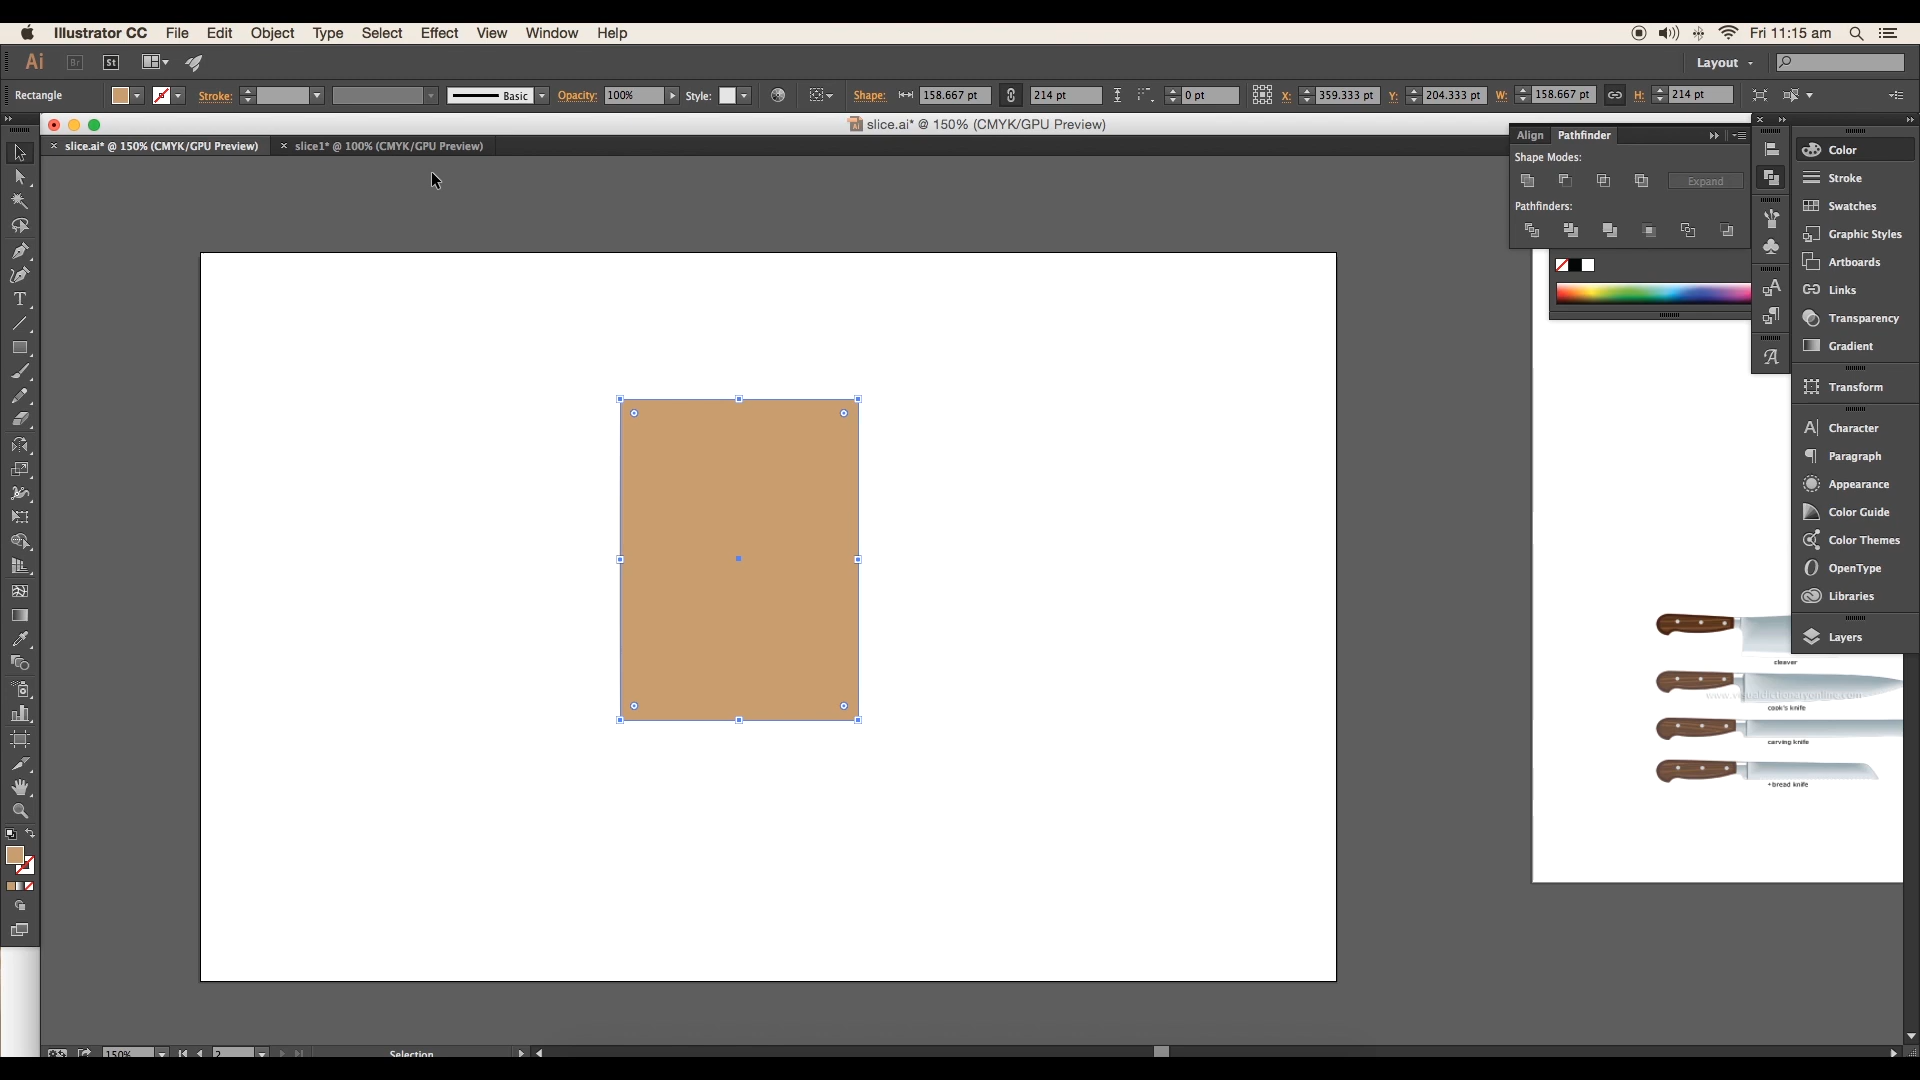 Illustrator CC File Edit Object Type Select Effect View Window Help Fri 11:15 am
Ai Br St Layout
Rectangle Stroke: Basic Opacity: 100% Style: Shape: 158.667 pt 214 pt 0 pt X: 359.333 pt Y: 204.333 pt W: 158.667 pt H: 214 pt
slice.ai* @ 150% (CMYK/GPU Preview)
× slice.ai* @ 150% (CMYK/GPU Preview) × slice1* @ 100% (CMYK/GPU Preview)
Align Pathfinder
Shape Modes:
Expand
Pathfinders:
Color
Stroke
Swatches
Graphic Styles
Artboards
Links
Transparency
Gradient
Transform
Character
Paragraph
Appearance
Color Guide
Color Themes
OpenType
Libraries
Layers
cleaver
www.visualdictionaryonline.com
cook's knife
carving knife
+bread knife
150% 2 Selection